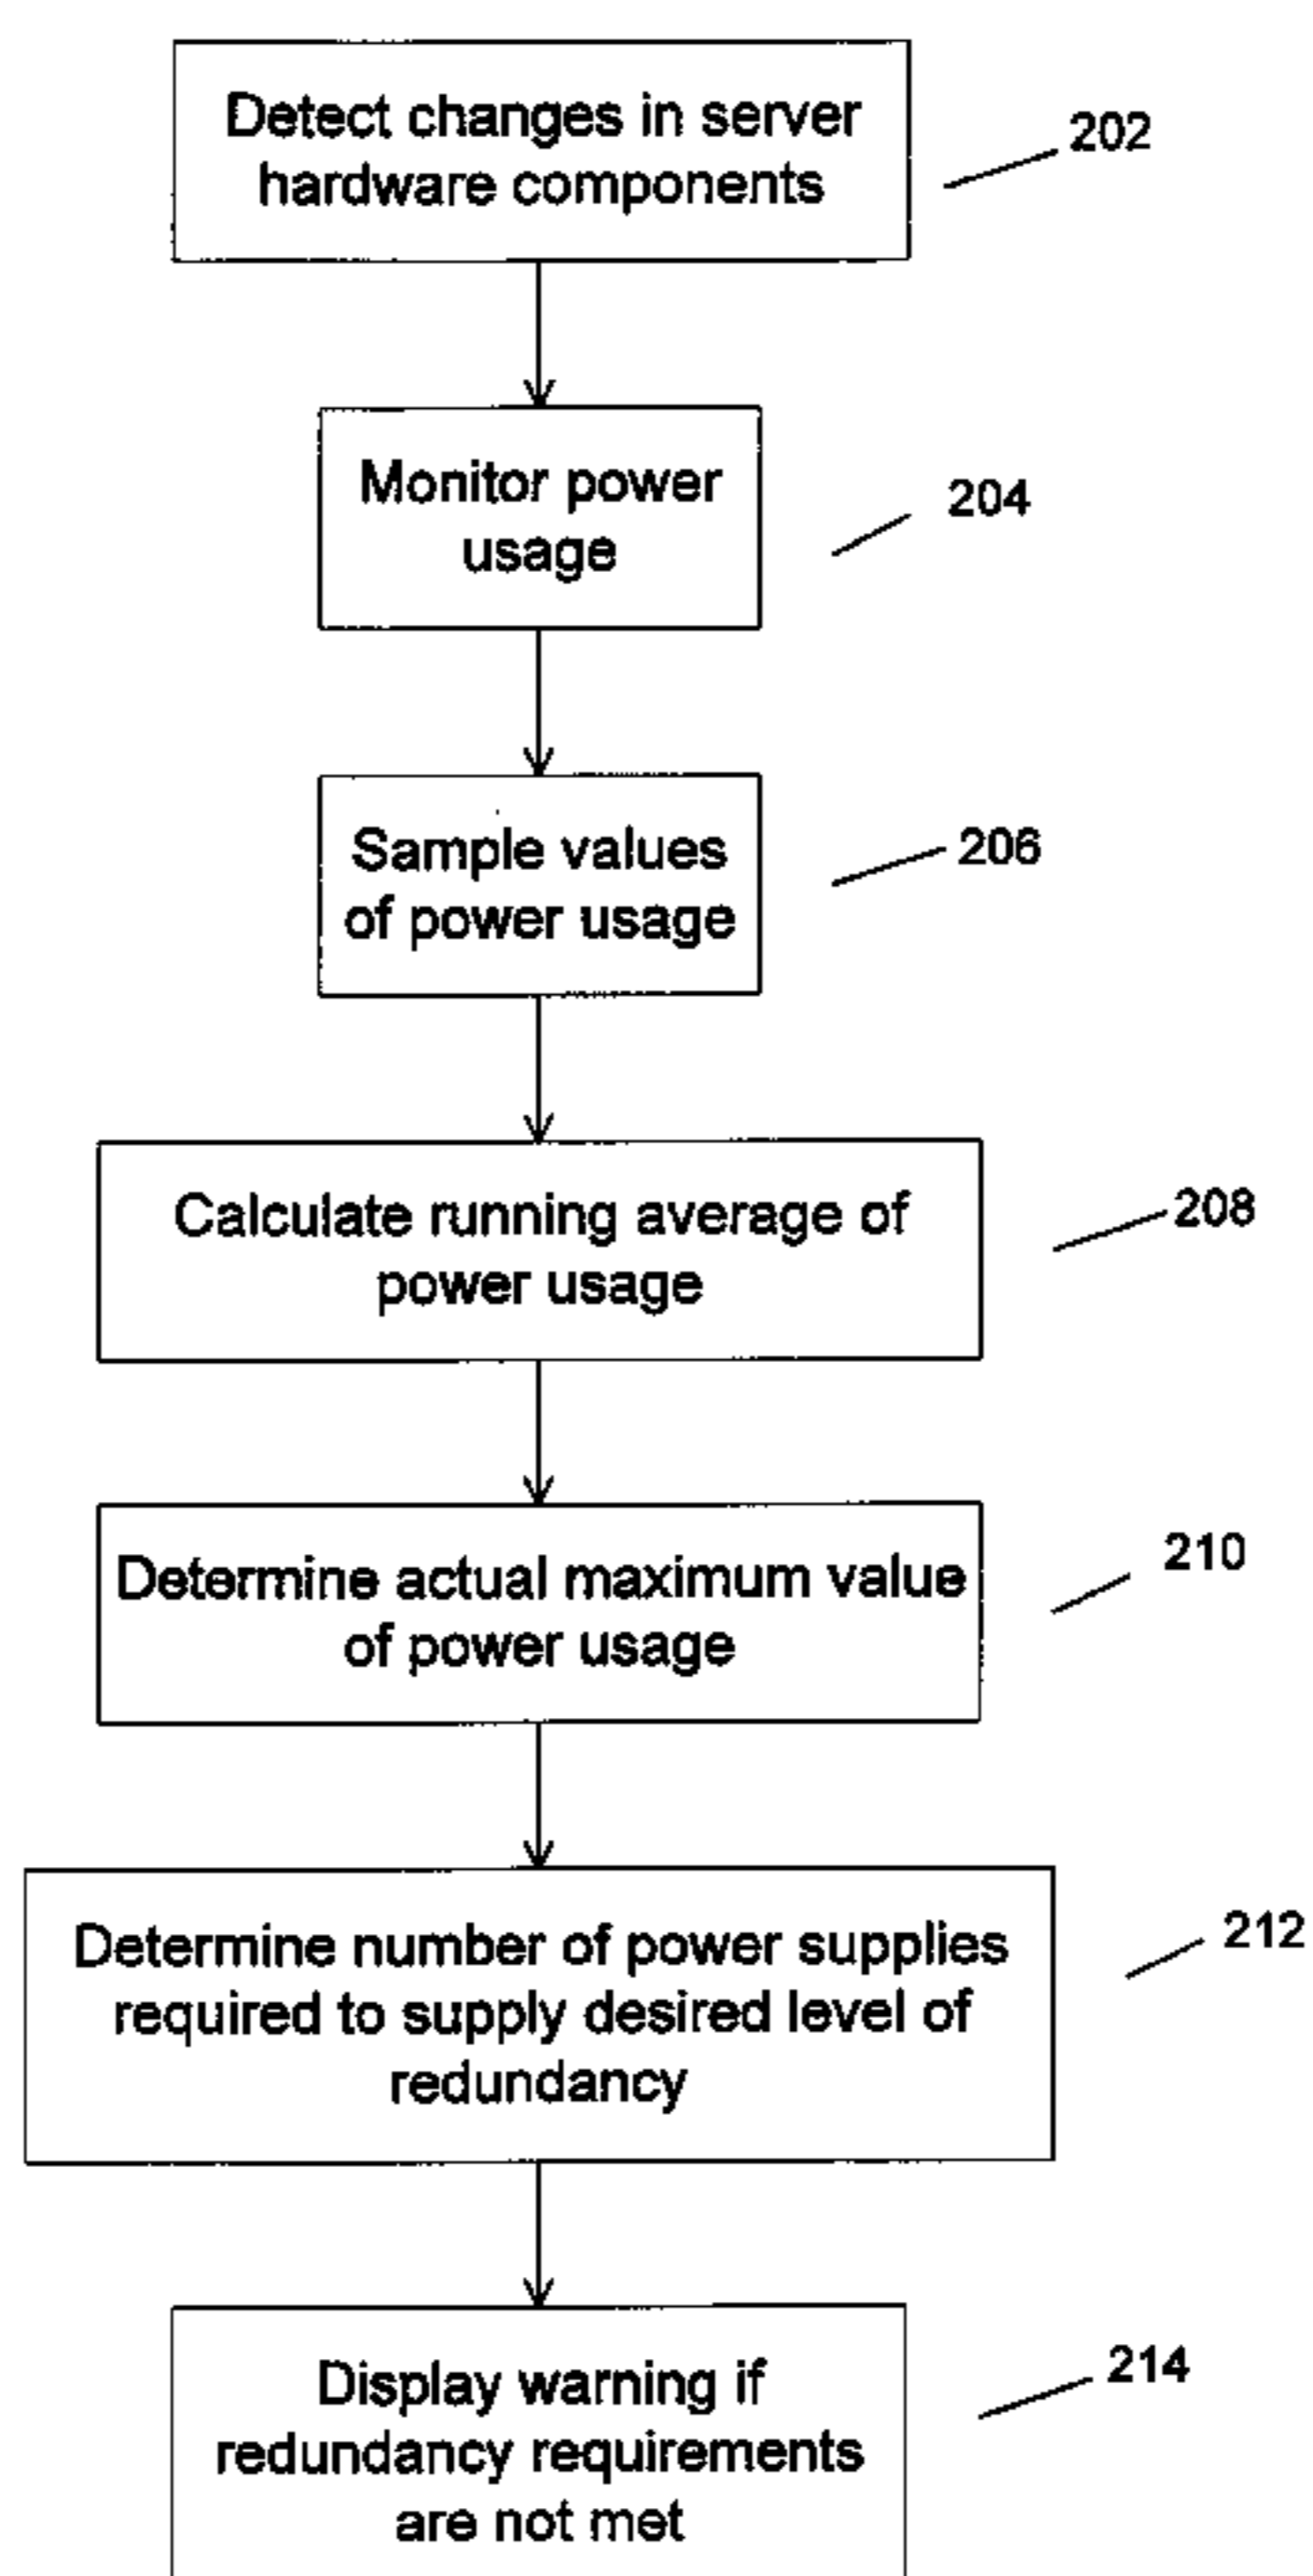 Detect changes in server
hardware components
202
Monitor power
usage
204
Sample values
of power usage
206
Calculate running average of
power usage
208
Determine actual maximum value
of power usage
210
Determine number of power supplies
required to supply desired level of
redundancy
212
Display warning if
redundancy requirements
are not met
214